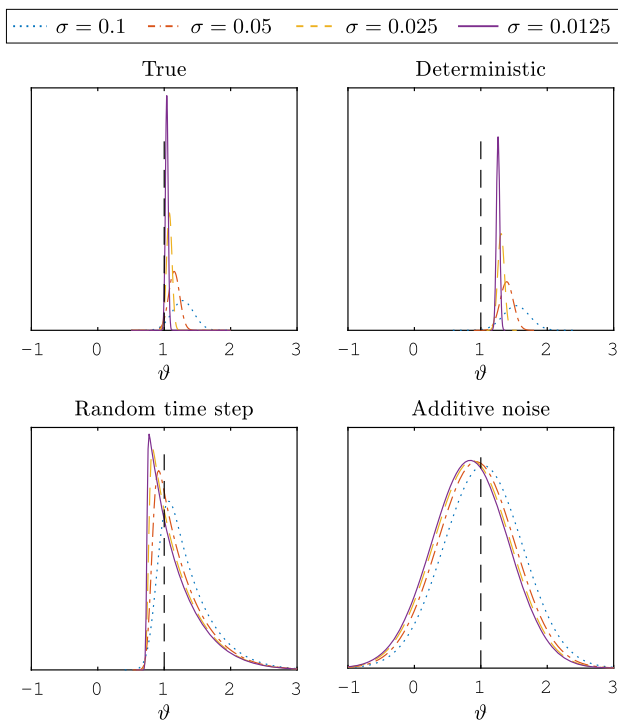 σ = 0.1 σ = 0.05 σ = 0.025 σ = 0.0125
True Deterministic
−1 0 1 2 3 −1 0 1 2 3
ϑ ϑ
Random time step Additive noise
−1 0 1 2 3 −1 0 1 2 3
ϑ ϑ